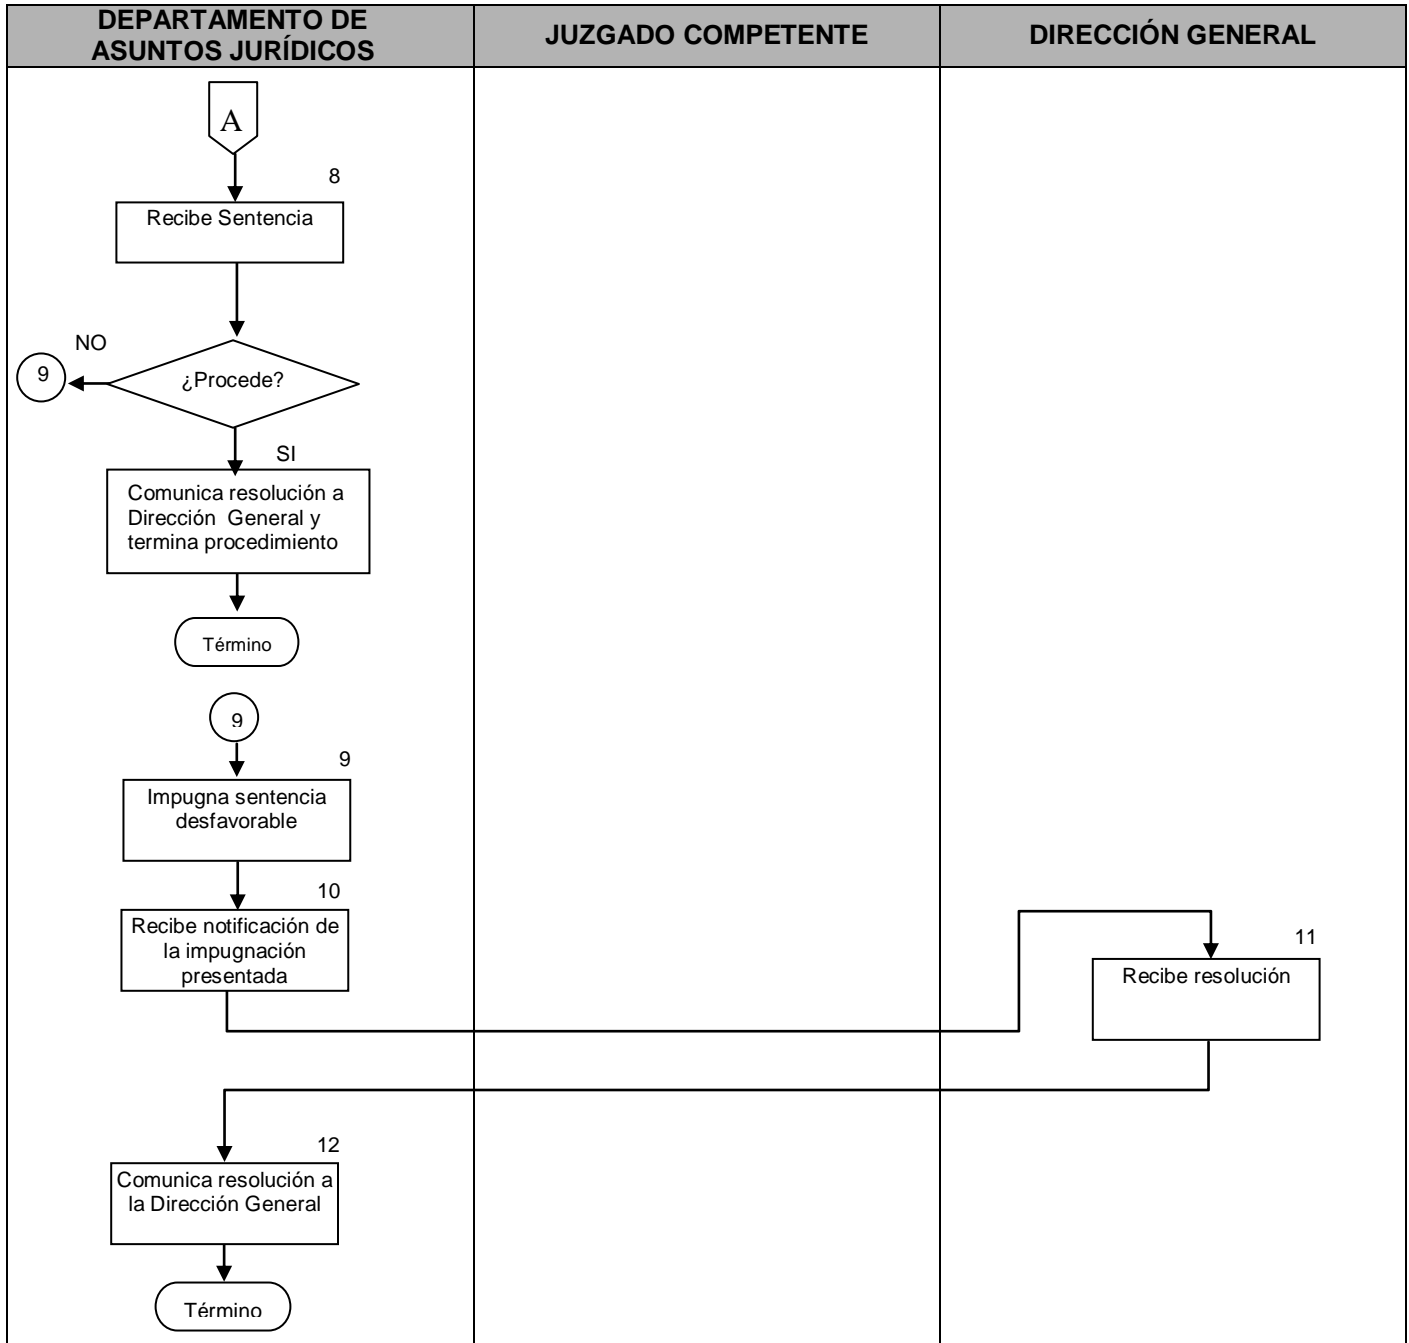 DEPARTAMENTO DE
ASUNTOS JURÍDICOS
JUZGADO COMPETENTE
DIRECCIÓN GENERAL
A
8
Recibe Sentencia
NO
9
¿Procede?
SI
Comunica resolución a
Dirección General y
termina procedimiento
Término
9
9
Impugna sentencia
desfavorable
10
Recibe notificación de
la impugnación
presentada
11
Recibe resolución
12
Comunica resolución a
la Dirección General
Término